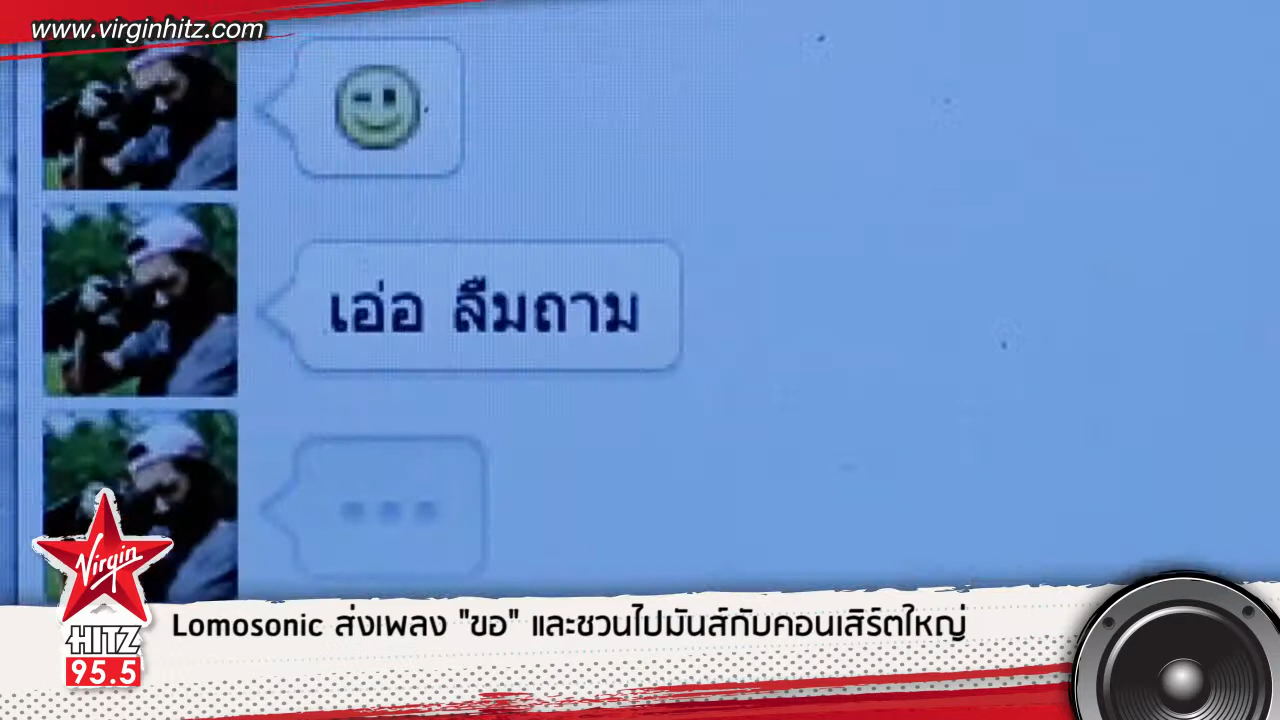 www.virginhitz.com
เอ่อ ลืมถาม
Virgin
HITZ
95.5
Lomosonic ส่งเพลง "ขอ" และชวนไปมันส์กับคอนเสิร์ตใหญ่